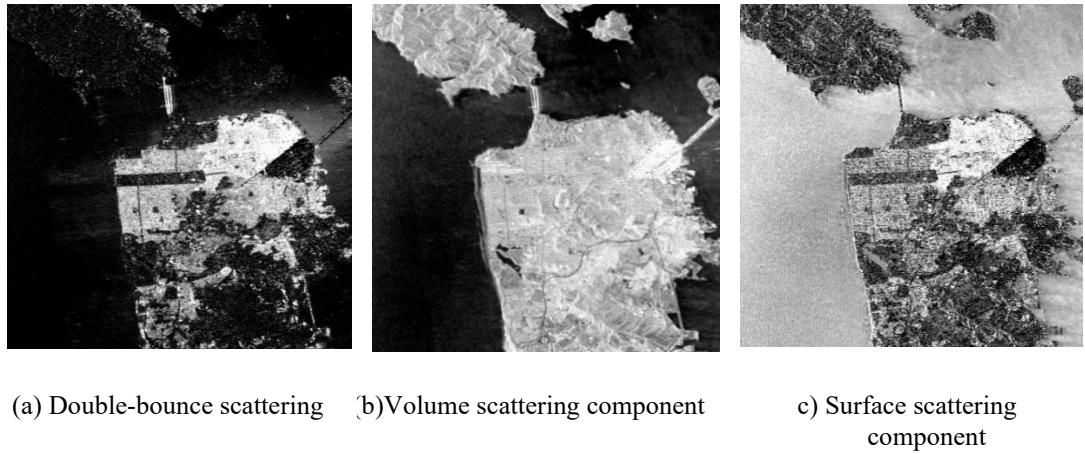 (a) Double-bounce scattering
b)Volume scattering component
c) Surface scattering
component